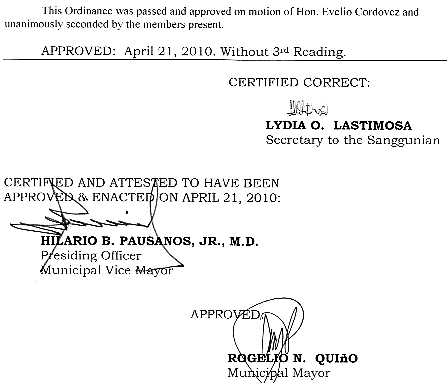 This Ordinance was passed and approved on motion of Hon. Evelio Cordovez and
unanimously seconded by the members present.
APPROVED: April 21, 2010. Without 3rd Reading.
CERTIFIED CORRECT:
LYDIA O. LASTIMOSA
Secretary to the Sanggunian
CERTIFIED AND ATTESTED TO HAVE BEEN
APPROVED & ENACTED ON APRIL 21, 2010:
HILARIO B. PAUSANOS, JR., M.D.
Presiding Officer
Municipal Vice Mayor
APPROVED:
ROGELIO N. QUIñO
Municipal Mayor